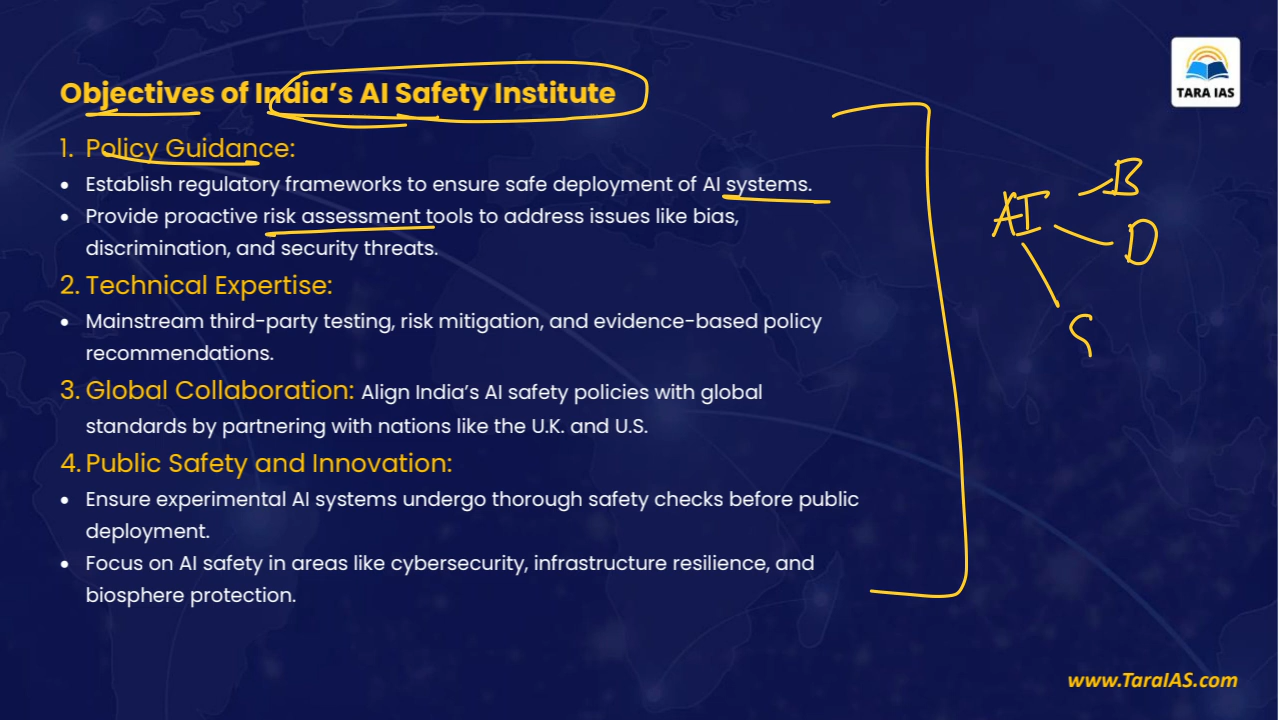 TARA IAS
Objectives of India's AI Safety Institute
1. Policy Guidance:
• Establish regulatory frameworks to ensure safe deployment of AI systems.
• Provide proactive risk assessment tools to address issues like bias,
discrimination, and security threats.
2. Technical Expertise:
• Mainstream third-party testing, risk mitigation, and evidence-based policy
recommendations.
3. Global Collaboration: Align India's AI safety policies with global
standards by partnering with nations like the U.K. and U.S.
4. Public Safety and Innovation:
• Ensure experimental AI systems undergo thorough safety checks before public
deployment.
• Focus on AI safety in areas like cybersecurity, infrastructure resilience, and
biosphere protection.
AI
B
D
S
www.TaraIAS.com